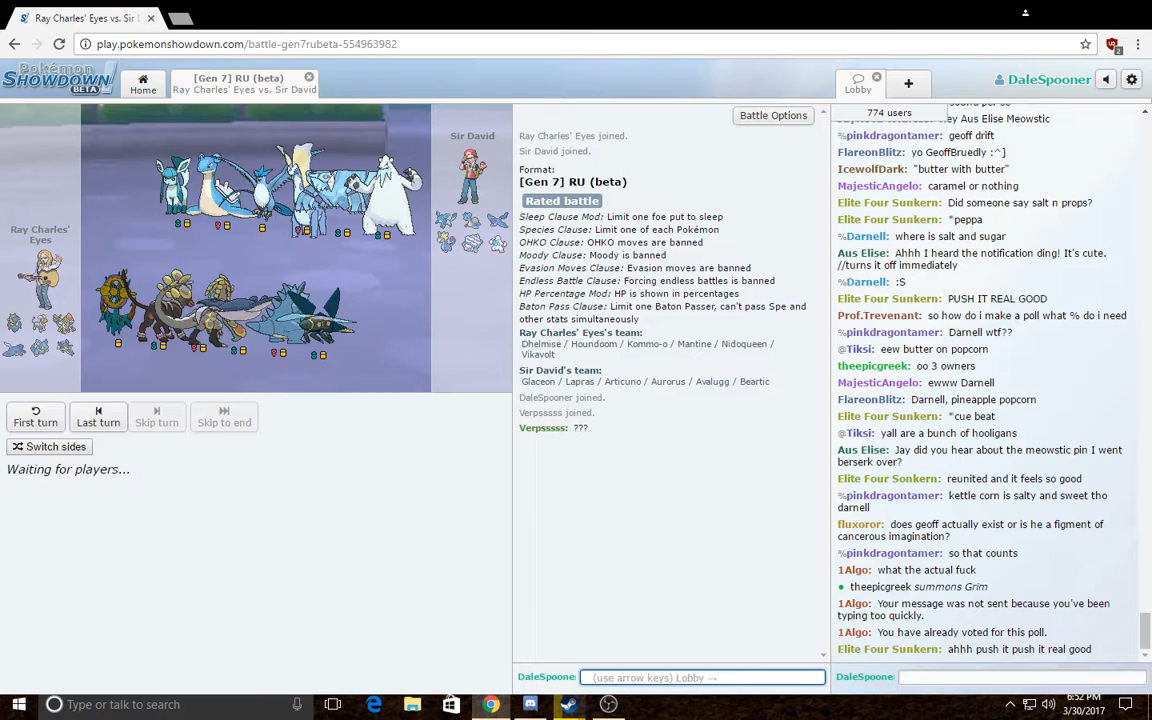 Ray Charles' Eyes vs. Sir D
play.pokemonshowdown.com/battle-gen7rubeta-554963982
2
Pokémon
SHOWDOWN!
BETA
Home
[Gen 7] RU (beta)
Ray Charles' Eyes vs. Sir David
Lobby
DaleSpooner
Ray Charles'
Eyes
Sir David
First turn
Last turn
Skip turn
Skip to end
Switch sides
Waiting for players...
Battle Options
Ray Charles' Eyes joined.
Sir David joined.
Format:
[Gen 7] RU (beta)
Rated battle
Sleep Clause Mod: Limit one foe put to sleep
Species Clause: Limit one of each Pokémon
OHKO Clause: OHKO moves are banned
Moody Clause: Moody is banned
Evasion Moves Clause: Evasion moves are banned
Endless Battle Clause: Forcing endless battles is banned
HP Percentage Mod: HP is shown in percentages
Baton Pass Clause: Limit one Baton Passer, can't pass Spe and
other stats simultaneously
Ray Charles' Eyes's team:
Dhelmise / Houndoom / Kommo-o / Mantine / Nidoqueen /
Vikavolt
Sir David's team:
Glaceon / Lapras / Articuno / Aurorus / Avalugg / Beartic
DaleSpooner joined.
Verpsssss joined.
Verpsssss: ???
DaleSpoone:
(use arrow keys) Lobby →
774 users
ey Aus Elise Meowstic
%pinkdragontamer: geoff drift
FlareonBlitz: yo GeoffBruedly :^]
IcewolfDark: "butter with butter"
MajesticAngelo: caramel or nothing
Elite Four Sunkern: Did someone say salt n props?
Elite Four Sunkern: *peppa
%Darnell: where is salt and sugar
Aus Elise: Ahhh I heard the notification ding! It's cute.
//turns it off immediately
%Darnell: :S
Elite Four Sunkern: PUSH IT REAL GOOD
Prof.Trevenant: so how do i make a poll what % do i need
%pinkdragontamer: Darnell wtf??
@Tiksi: eew butter on popcorn
theepicgreek: oo 3 owners
MajesticAngelo: ewww Darnell
FlareonBlitz: Darnell, pineapple popcorn
Elite Four Sunkern: *cue beat
@Tiksi: yall are a bunch of hooligans
Aus Elise: Jay did you hear about the meowstic pin I went
berserk over?
Elite Four Sonkern: reunited and it feels so good
%pinkdragontamer: kettle corn is salty and sweet tho
darnell
fluxoror: does geoff actually exist or is he a figment of
cancerous imagination?
%pinkdragontamer: so that counts
1Algo: what the actual fuck
• theepicgreek summons Grim
1Algo: Your message was not sent because you've been
typing too quickly.
1Algo: You have already voted for this poll.
Elite Four Sunkern: ahhh push it push it real good
DaleSpoone:
Type or talk to search
6:52 PM
3/30/2017